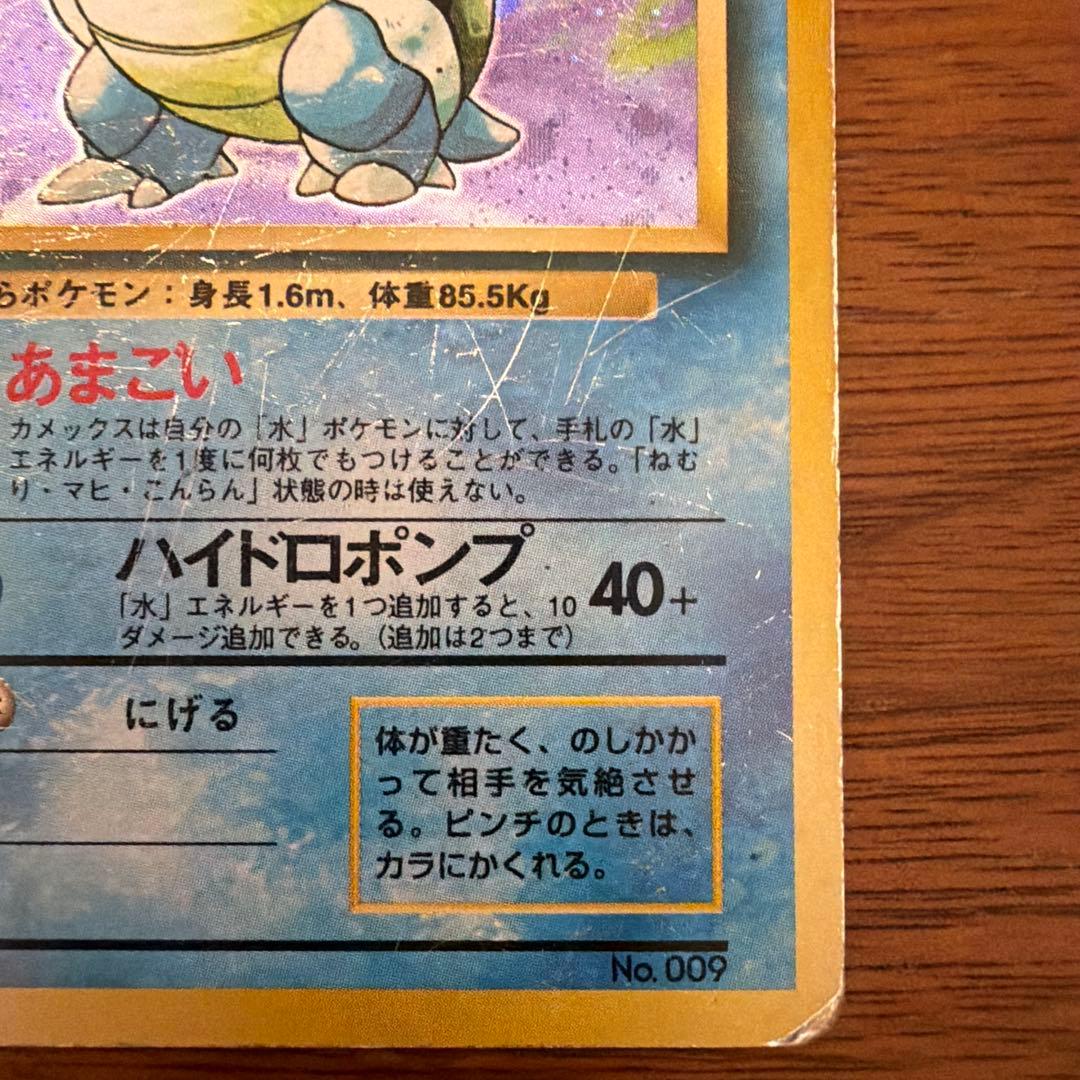 らポケモン：身長1.6m、体重85.5Kg
あまごい
カメックスは自分の「水」ポケモンに対して、手札の「水」
エネルギーを1度に何枚でもつけることができる。「ねむ
り・マヒ・こんらん」状態の時は使えない。
ハイドロポンプ
40+
「水」エネルギーを1つ追加すると、10
ダメージ追加できる。（追加は2つまで）
にげる
体が重たく、のしかか
って相手を気絶させ
る。ピンチのときは、
カラにかくれる。
No. 009